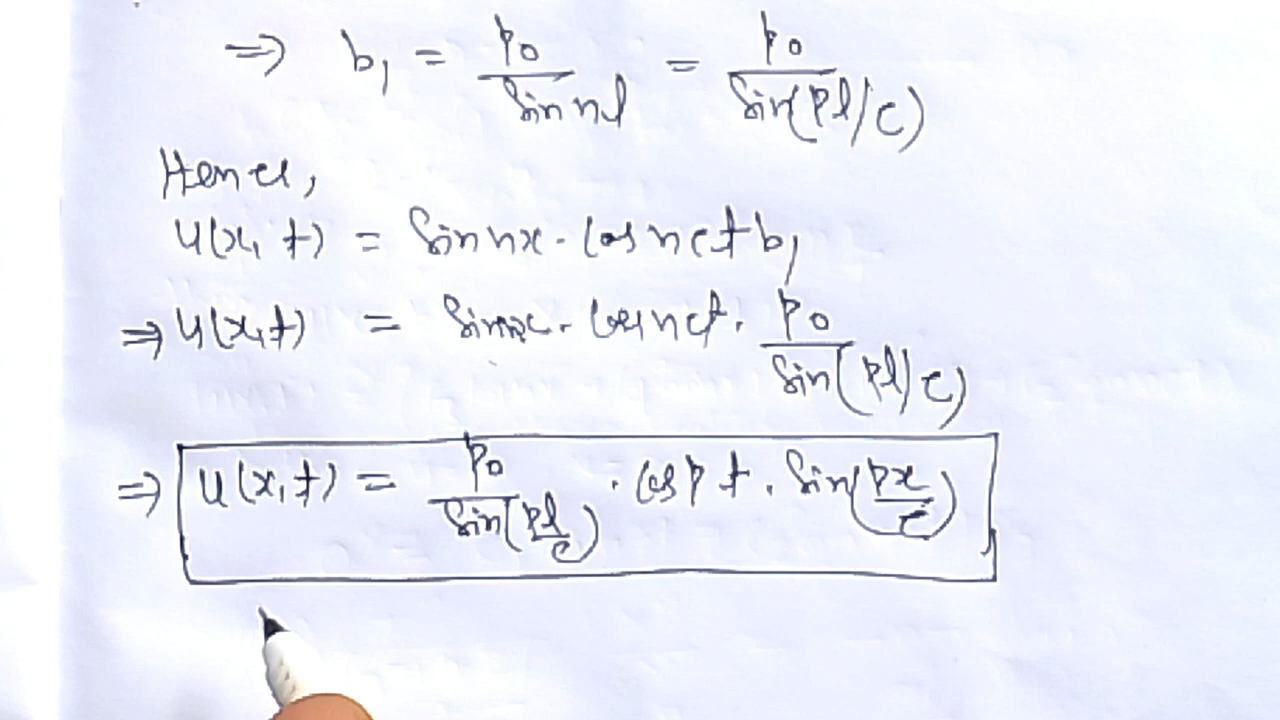 ⇒ b₁ = p₀/sin nl = p₀/sin(pl/c)
Hence,
u(x, t) = sin nx · cos nct b₁
⇒ u(x, t) = sin nx · cos nct · p₀/sin(pl/c)
⇒ u(x, t) = p₀/sin(pl/c) · cos pt · sin(px/c)